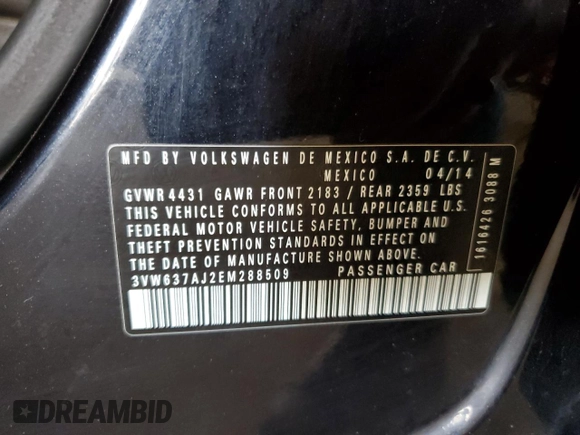 MFD BY VOLKSWAGEN DE MEXICO S.A. DE C.V.
MEXICO 04/14
GVWR 4431 GAWR FRONT 2183 / REAR 2359 LBS
THIS VEHICLE CONFORMS TO ALL APPLICABLE U.S.
FEDERAL MOTOR VEHICLE SAFETY, BUMPER AND
THEFT PREVENTION STANDARDS IN EFFECT ON
THE DATE OF MANUFACTURE SHOWN ABOVE.
3VW637AJ2EM288509 PASSENGER CAR
1616426 3088 M
DREAMBID